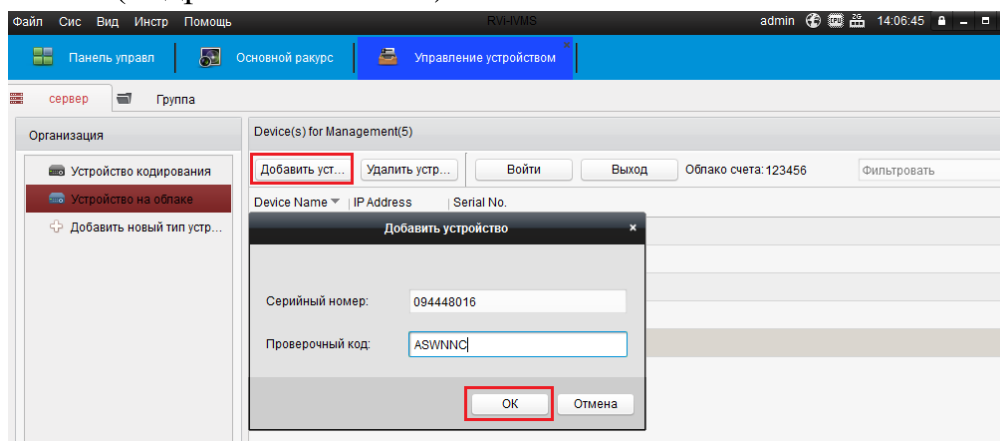 Файл Сис Вид Инстр Помощь RVi-IVMS admin 14:06:45
Панель управл Основной ракурс Управление устройством
сервер Группа
Организация Device(s) for Management(5)
Устройство кодирования Добавить уст... Удалить устр... Войти Выход Облако счета: 123456 Фильтровать
Устройство на облаке Device Name IP Address Serial No.
Добавить новый тип устр... Добавить устройство
Серийный номер: 094448016
Проверочный код: ASWNNC
ОК Отмена